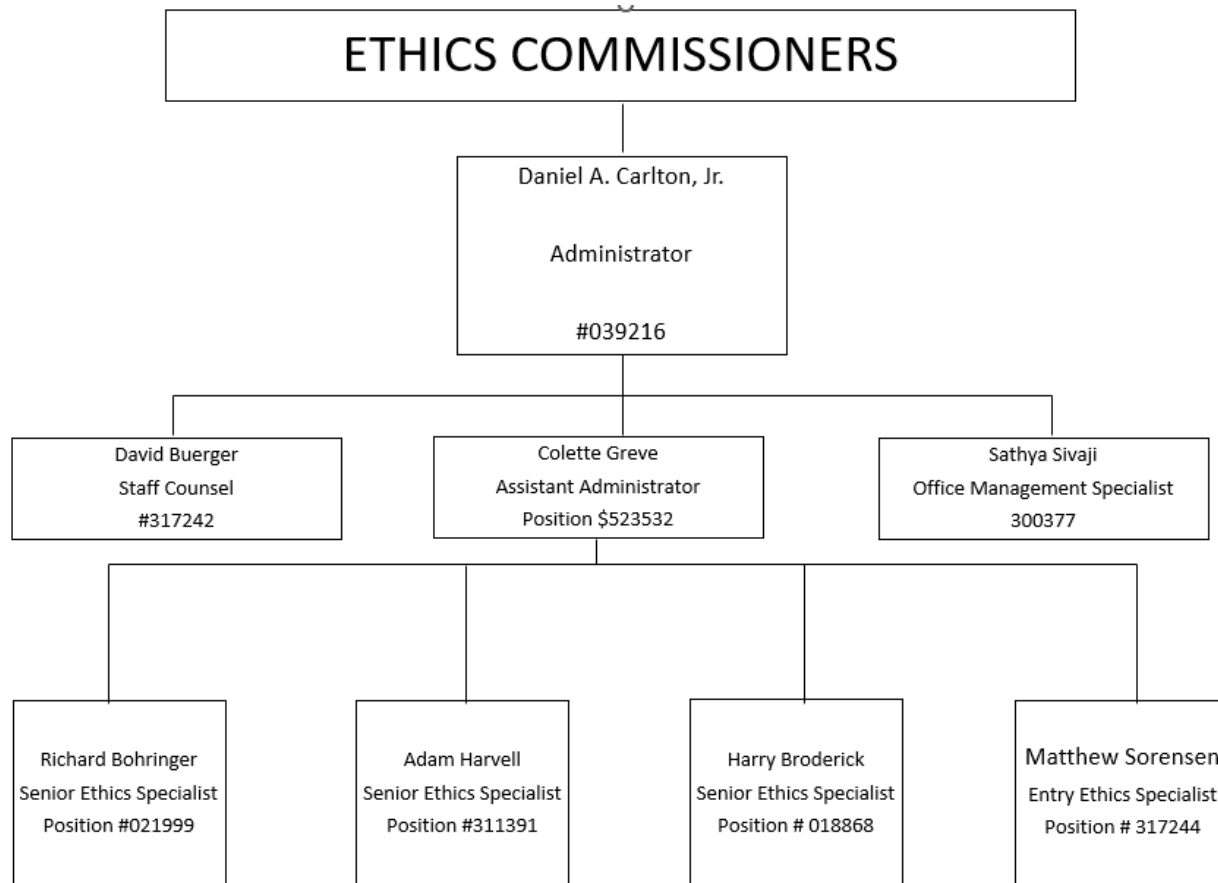 ETHICS COMMISSIONERS
Daniel A. Carlton, Jr.
Administrator
#039216
David Buerger
Staff Counsel
#317242
Colette Greve
Assistant Administrator
Position $523532
Sathya Sivaji
Office Management Specialist
300377
Richard Bohringer
Senior Ethics Specialist
Position #021999
Adam Harvell
Senior Ethics Specialist
Position #311391
Harry Broderick
Senior Ethics Specialist
Position # 018868
Matthew Sorensen
Entry Ethics Specialist
Position # 317244